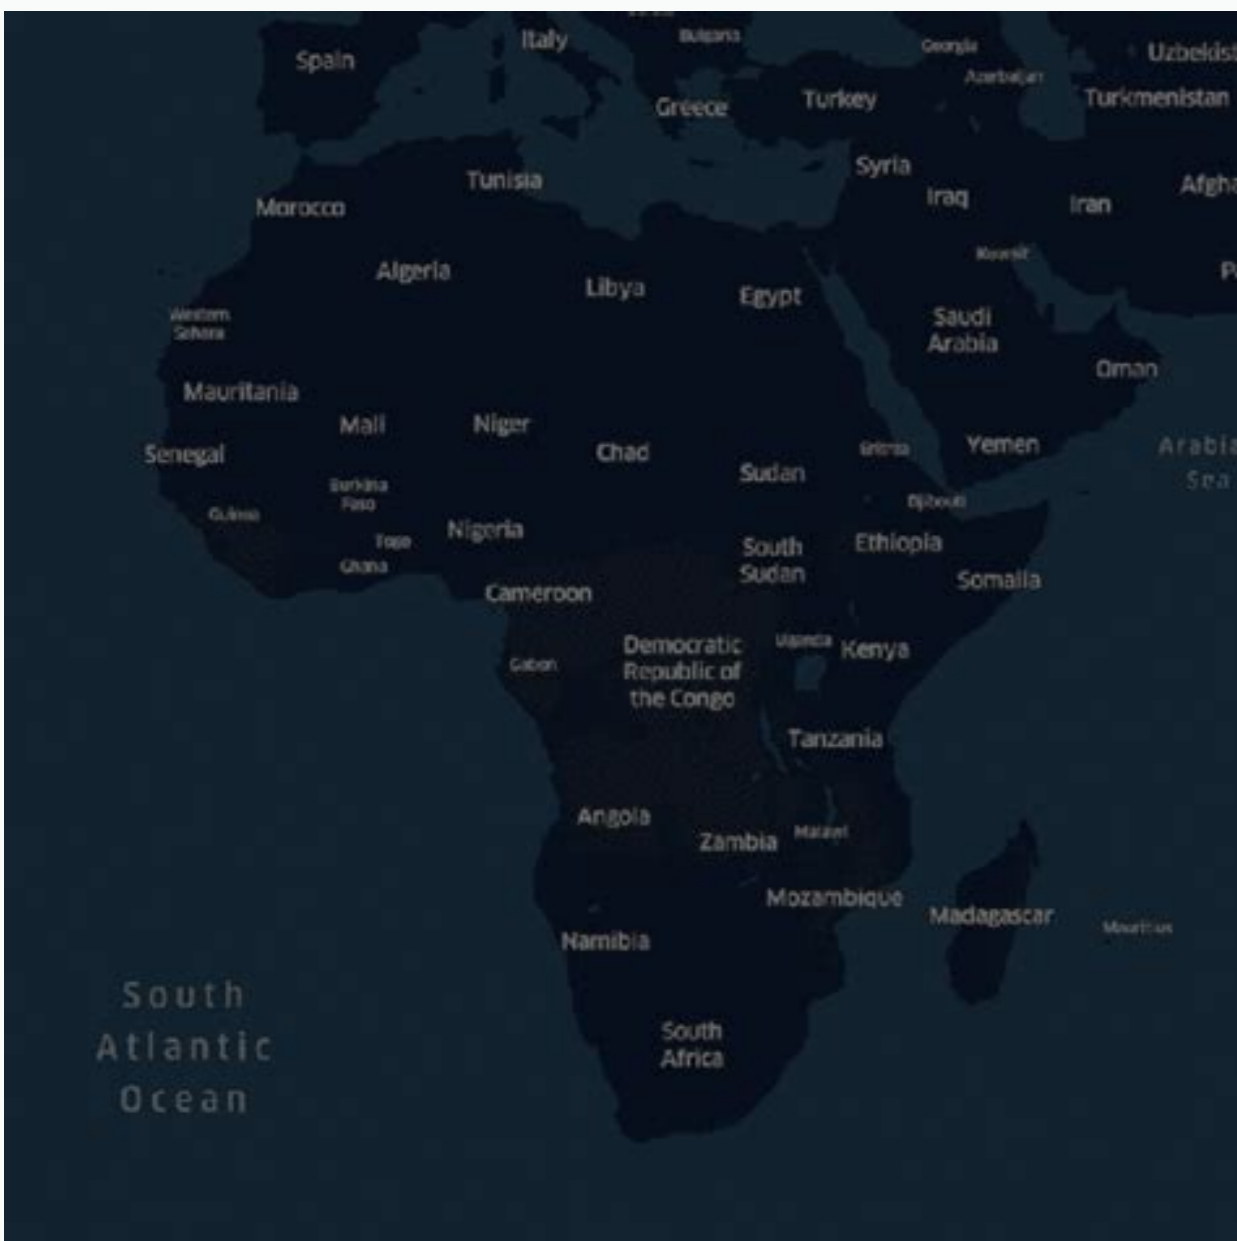 Italy
Bulgaria
Georgia
Spain
Uzbekist
Azerbaijan
Turkey
Turkmenistan
Greece
Syria
Tunisia
Afgha
Iraq
Iran
Morocco
Kuwait
Algeria
P
Libya
Egypt
Western
Sahara
Saudi
Arabia
Oman
Mauritania
Mali
Niger
Yemen
Eritrea
Arabia
Sea
Senegal
Chad
Sudan
Burkina
Faso
Djibouti
Guinea
Nigeria
Togo
Ethiopia
South
Sudan
Ghana
Somalia
Cameroon
Uganda
Kenya
Democratic
Republic of
the Congo
Gabon
Tanzania
Angola
Malawi
Zambia
Mozambique
Madagascar
Mauritius
Namibia
South
Atlantic
Ocean
South
Africa